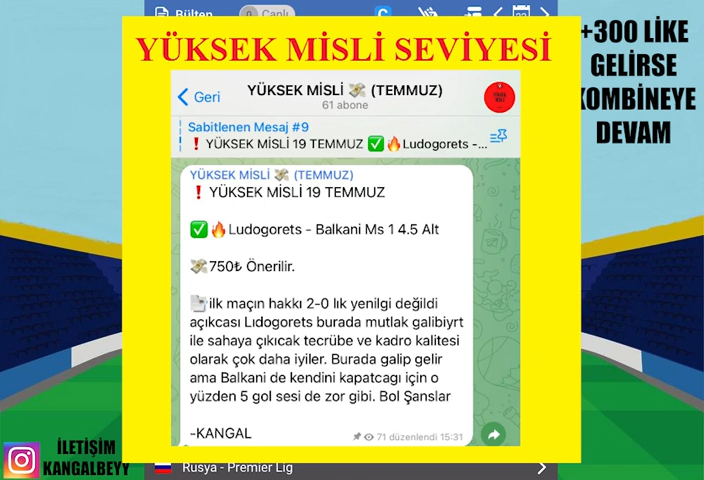 Bülten
0
Canlı
YÜKSEK MİSLİ SEVİYESİ
+300 LİKE
GELİRSE
KOMBİNEYE
DEVAM
Geri
YÜKSEK MİSLİ 💸 (TEMMUZ)
61 abone
Sabitlenen Mesaj #9
❗ YÜKSEK MİSLİ 19 TEMMUZ ✅🔥Ludogorets -...
YÜKSEK MİSLİ 💸 (TEMMUZ)
❗ YÜKSEK MİSLİ 19 TEMMUZ
✅🔥Ludogorets - Balkani Ms 1 4.5 Alt
💸750₺ Önerilir.
ilk maçın hakkı 2-0 lık yenilgi değildi
açıkcası Lıdogorets burada mutlak galibiyrt
ile sahaya çıkıcak tecrübe ve kadro kalitesi
olarak çok daha iyiler. Burada galip gelir
ama Balkani de kendini kapatcagı için o
yüzden 5 gol sesi de zor gibi. Bol Şanslar
-KANGAL
71 düzenlendi 15:31
İLETİŞİM
KANGALBEYY
Rusya - Premier Lig